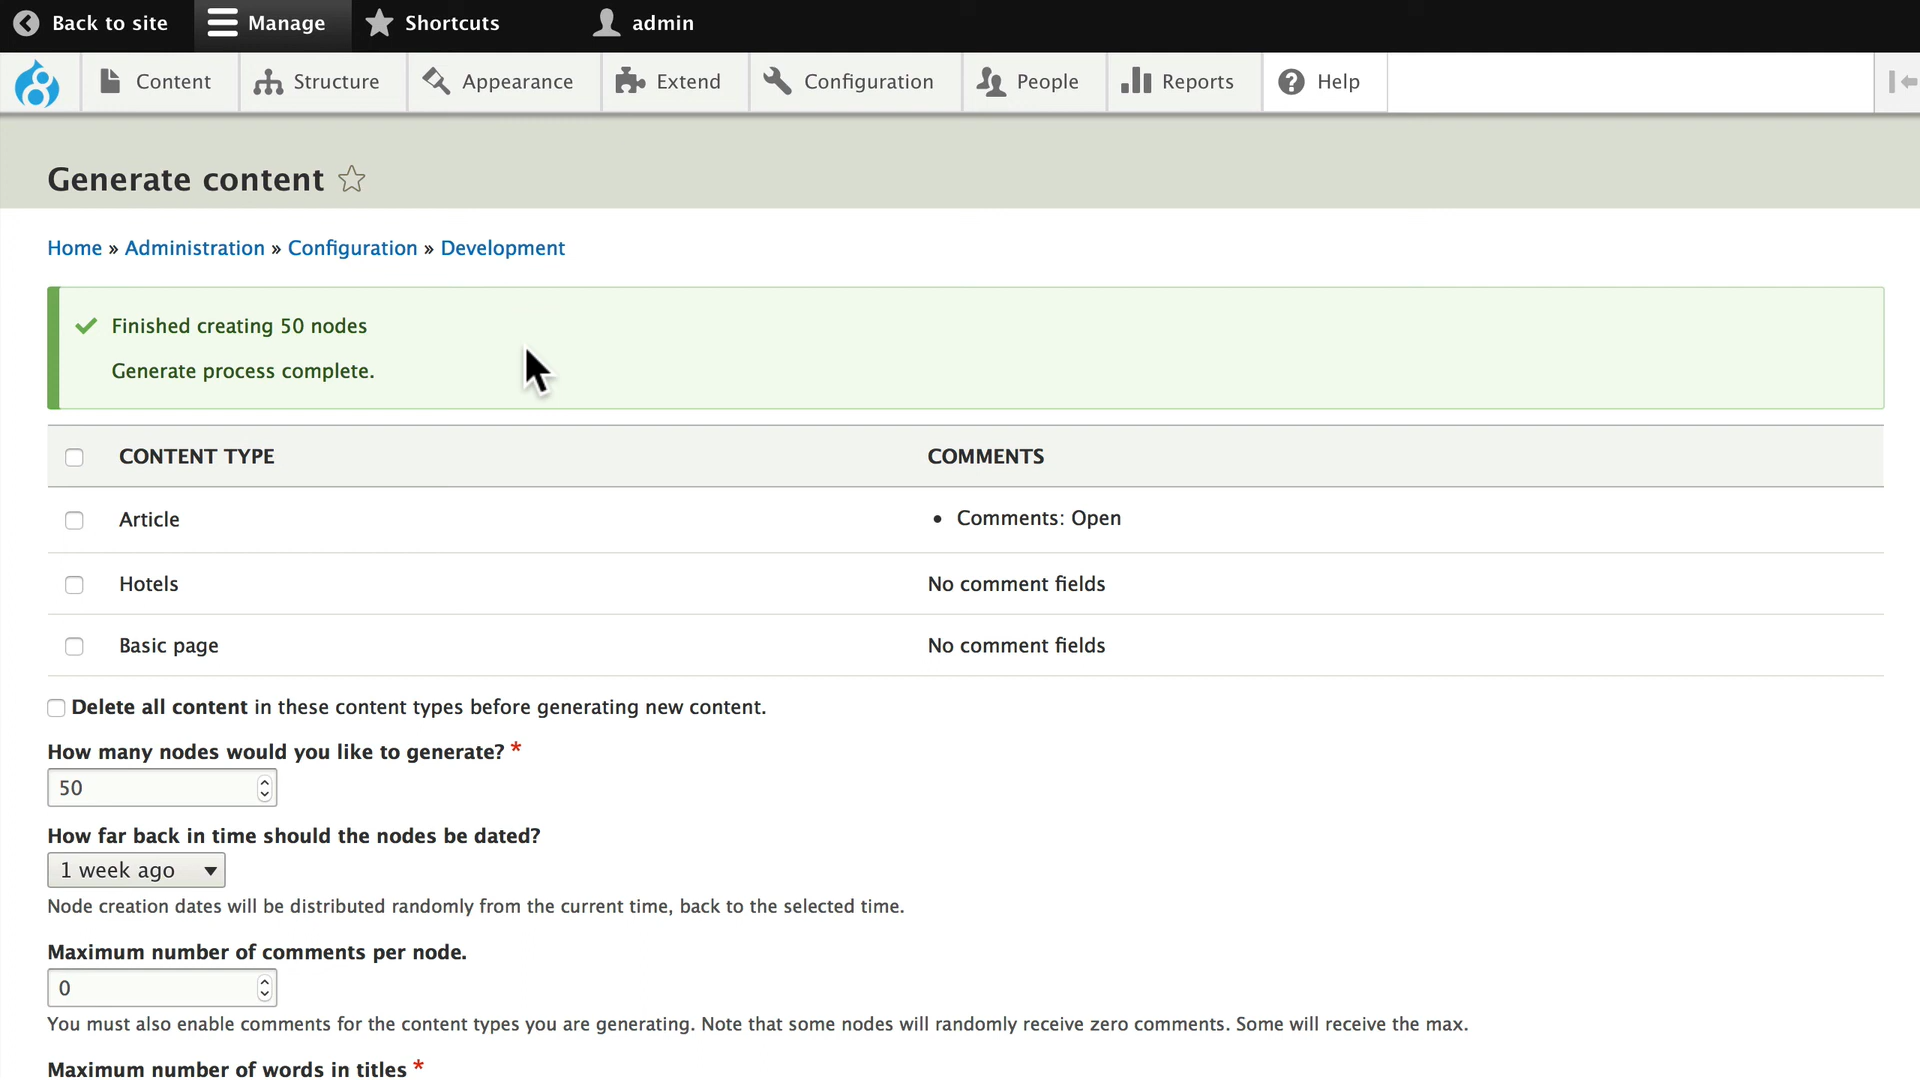 Back to site Manage Shortcuts admin
Content Structure Appearance Extend Configuration People Reports Help
Generate content
Home » Administration » Configuration » Development
Finished creating 50 nodes
Generate process complete.
CONTENT TYPE COMMENTS
Article • Comments: Open
Hotels No comment fields
Basic page No comment fields
Delete all content in these content types before generating new content.
How many nodes would you like to generate? *
50
How far back in time should the nodes be dated?
1 week ago
Node creation dates will be distributed randomly from the current time, back to the selected time.
Maximum number of comments per node.
0
You must also enable comments for the content types you are generating. Note that some nodes will randomly receive zero comments. Some will receive the max.
Maximum number of words in titles *